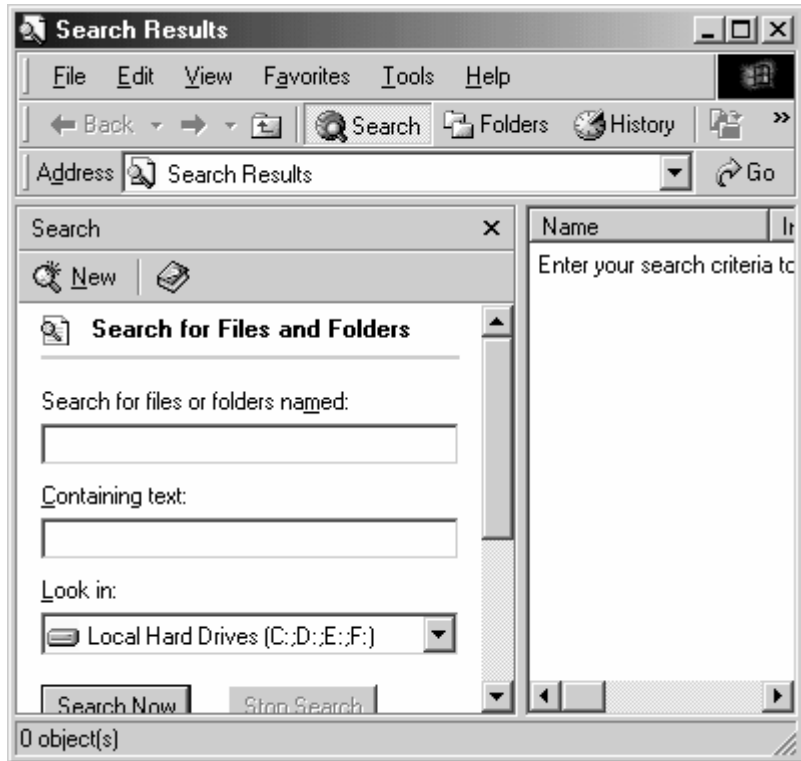 Search Results
File Edit View Favorites Tools Help
Back Search Folders History »
Address Search Results Go
Search
New
Search for Files and Folders
Search for files or folders named:
Containing text:
Look in:
Local Hard Drives (C:;D:;E:;F:)
Search Now Stop Search
Name In
Enter your search criteria to
0 object(s)